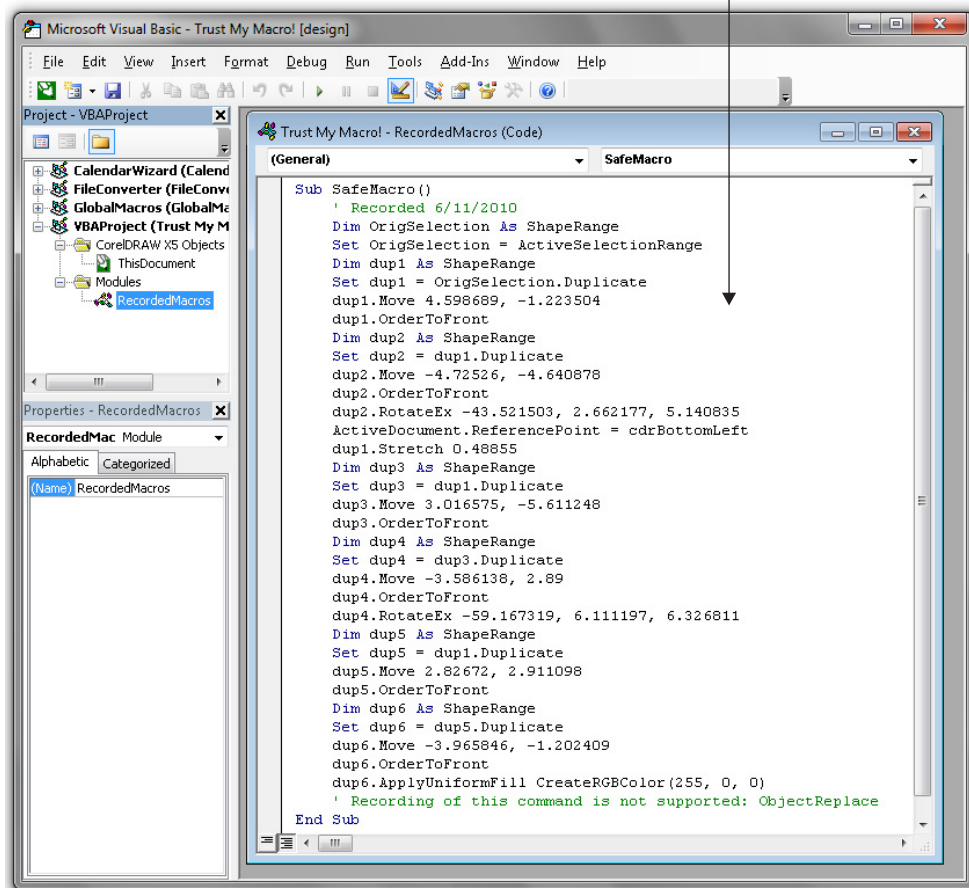 Microsoft Visual Basic - Trust My Macro! [design]
File Edit View Insert Format Debug Run Tools Add-Ins Window Help
Project - VBAProject
CalendarWizard (Calend
FileConverter (FileConve
GlobalMacros (GlobalMa
VBAProject (Trust My M
CorelDRAW X5 Objects
ThisDocument
Modules
RecordedMacros
Properties - RecordedMacros
RecordedMac Module
Alphabetic Categorized
(Name) RecordedMacros
Trust My Macro! - RecordedMacros (Code)
(General) SafeMacro
Sub SafeMacro()
' Recorded 6/11/2010
Dim OrigSelection As ShapeRange
Set OrigSelection = ActiveSelectionRange
Dim dup1 As ShapeRange
Set dup1 = OrigSelection.Duplicate
dup1.Move 4.598689, -1.223504
dup1.OrderToFront
Dim dup2 As ShapeRange
Set dup2 = dup1.Duplicate
dup2.Move -4.72526, -4.640878
dup2.OrderToFront
dup2.RotateEx -43.521503, 2.662177, 5.140835
ActiveDocument.ReferencePoint = cdrBottomLeft
dup1.Stretch 0.48855
Dim dup3 As ShapeRange
Set dup3 = dup1.Duplicate
dup3.Move 3.016575, -5.611248
dup3.OrderToFront
Dim dup4 As ShapeRange
Set dup4 = dup3.Duplicate
dup4.Move -3.586138, 2.89
dup4.OrderToFront
dup4.RotateEx -59.167319, 6.111197, 6.326811
Dim dup5 As ShapeRange
Set dup5 = dup1.Duplicate
dup5.Move 2.82672, 2.911098
dup5.OrderToFront
Dim dup6 As ShapeRange
Set dup6 = dup5.Duplicate
dup6.Move -3.965846, -1.202409
dup6.OrderToFront
dup6.ApplyUniformFill CreateRGBColor(255, 0, 0)
' Recording of this command is not supported: ObjectReplace
End Sub